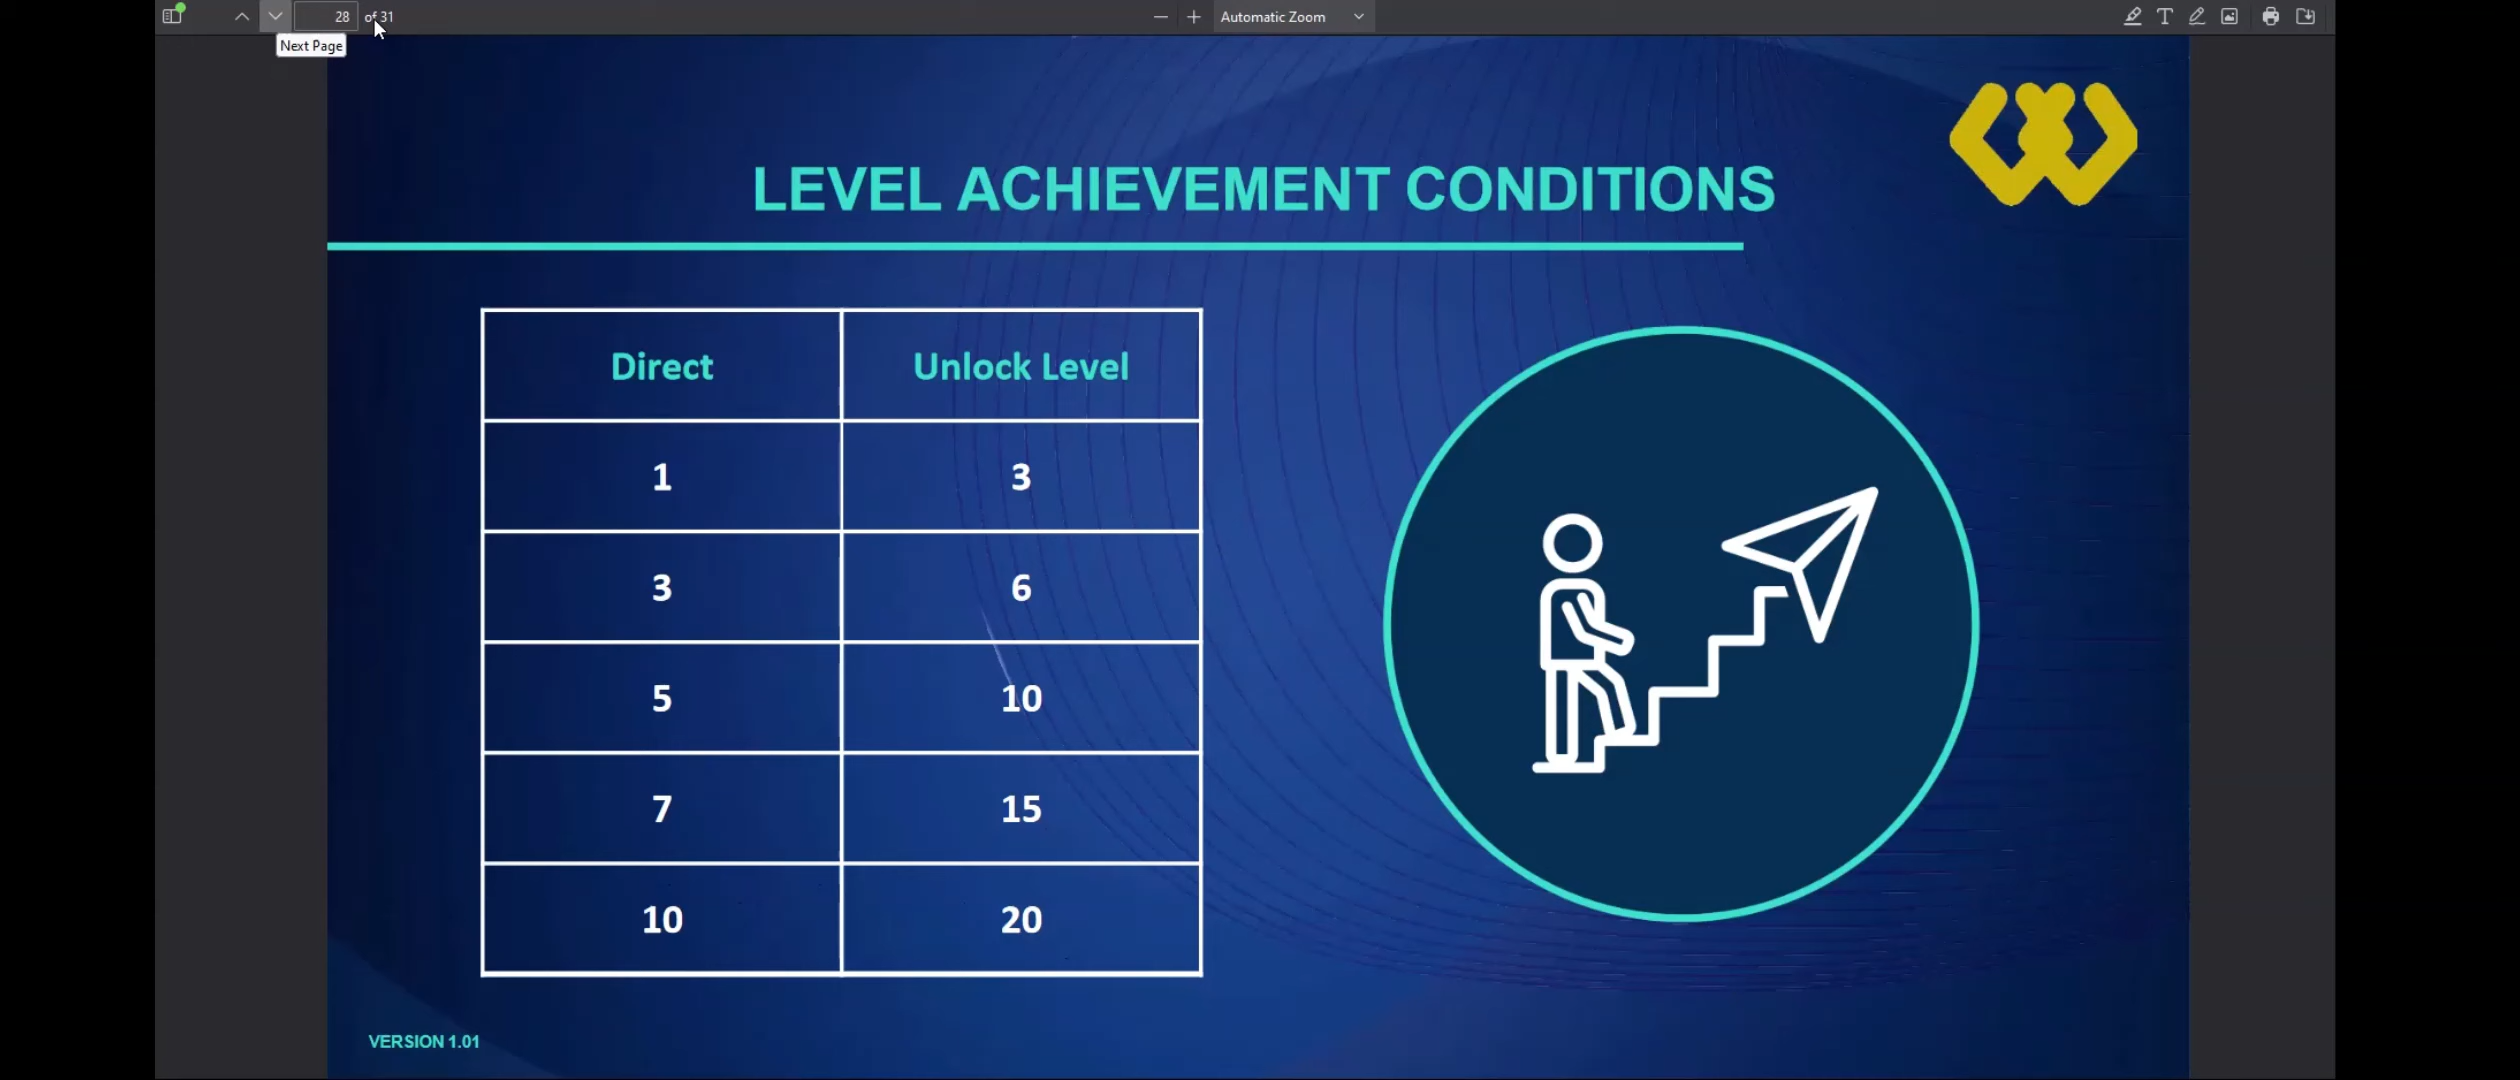 28 of 31
Automatic Zoom
Next Page
LEVEL ACHIEVEMENT CONDITIONS
Direct Unlock Level
1 3
3 6
5 10
7 15
10 20
VERSION 1.01